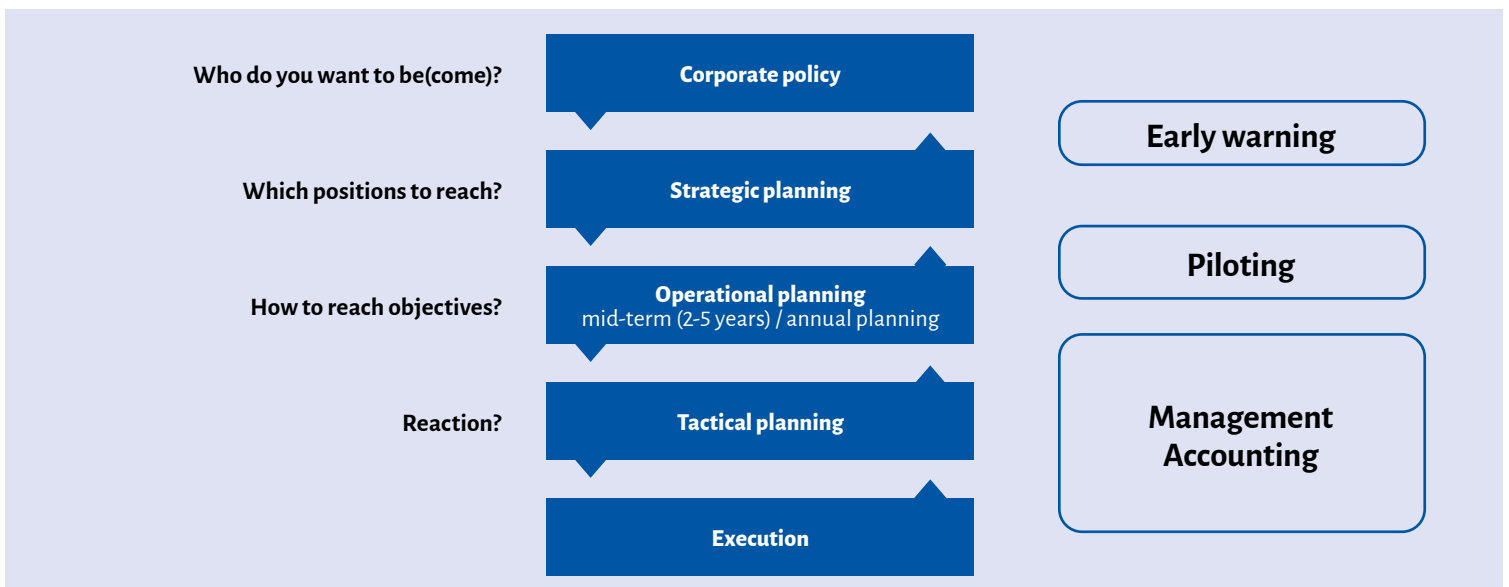 Who do you want to be(come)?
Corporate policy
Early warning
Which positions to reach?
Strategic planning
Piloting
How to reach objectives?
Operational planning
mid-term (2-5 years) / annual planning
Reaction?
Tactical planning
Management
Accounting
Execution